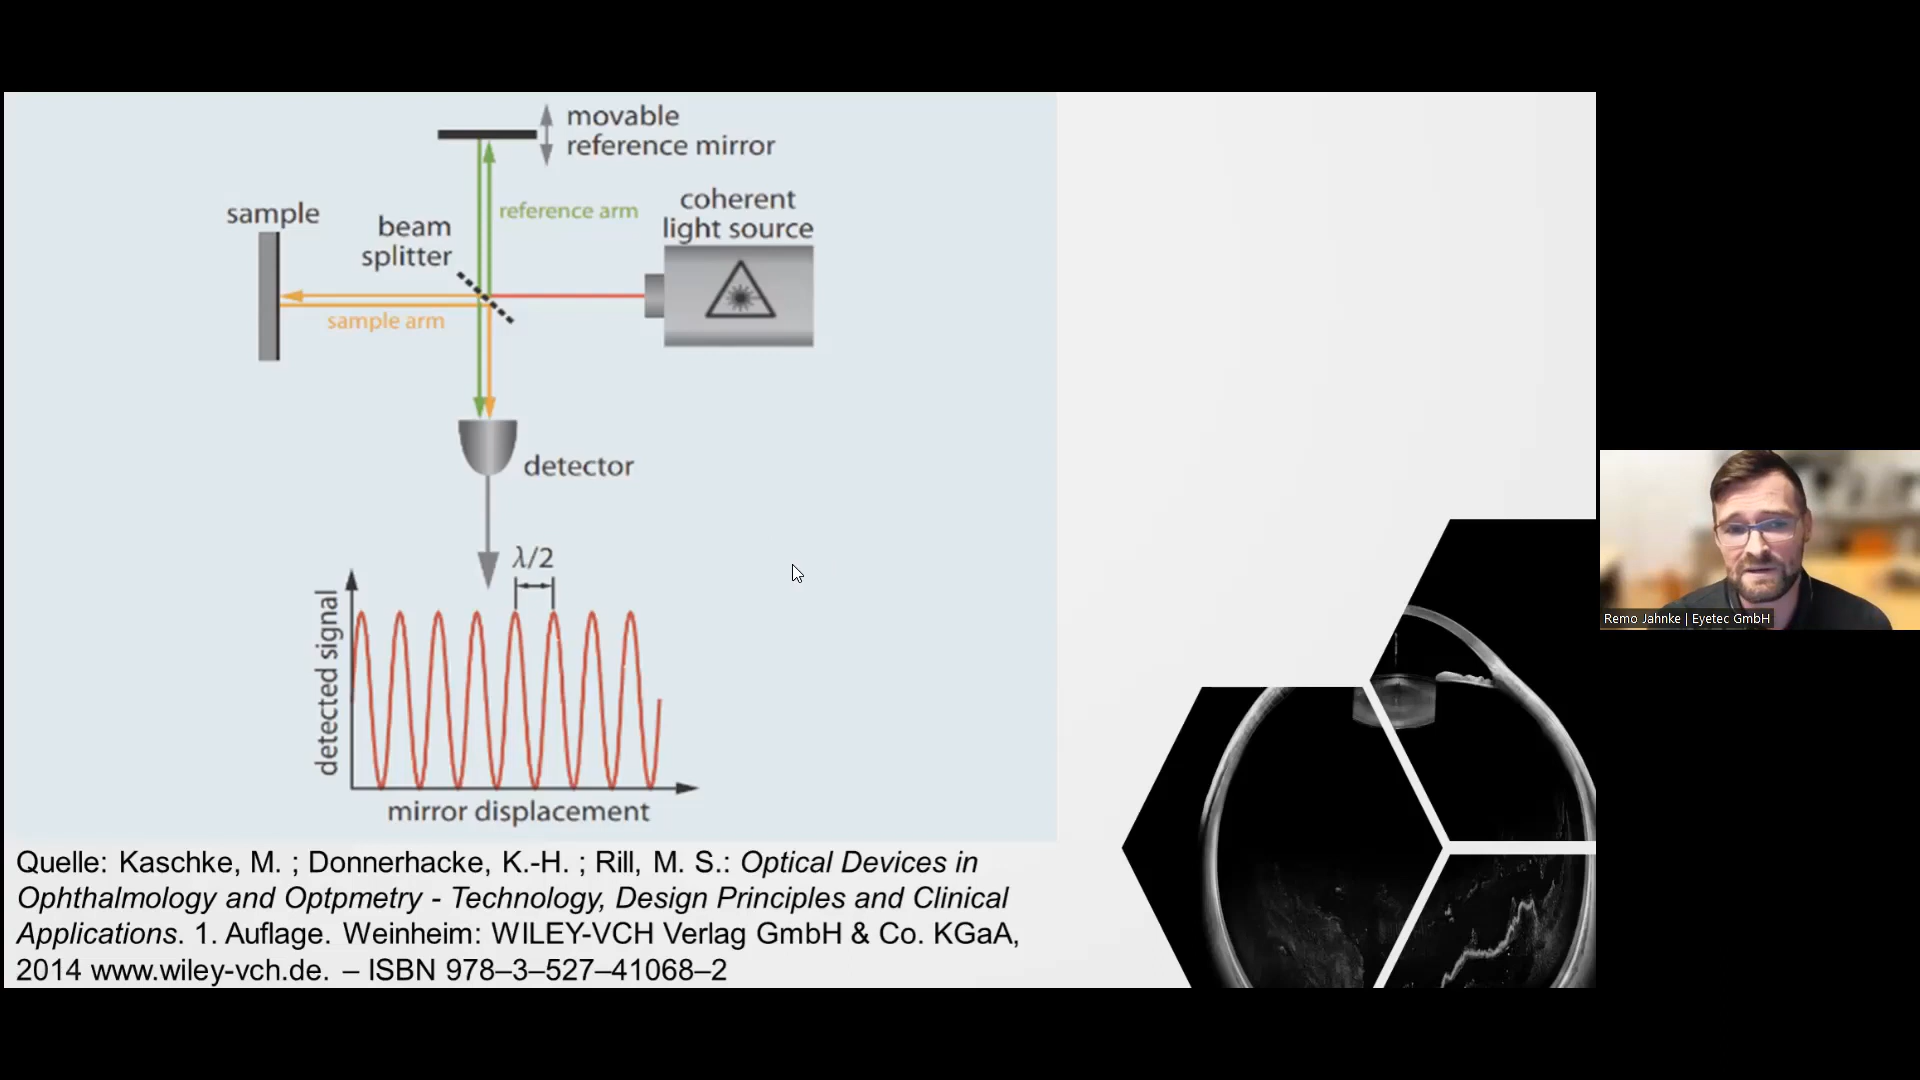 movable
reference mirror
coherent
light source
reference arm
sample
beam
splitter
sample arm
detector
λ/2
detected signal
mirror displacement
Quelle: Kaschke, M. ; Donnerhacke, K.-H. ; Rill, M. S.: Optical Devices in
Ophthalmology and Optpmetry - Technology, Design Principles and Clinical
Applications. 1. Auflage. Weinheim: WILEY-VCH Verlag GmbH & Co. KGaA,
2014 www.wiley-vch.de. – ISBN 978–3–527–41068–2
Remo Jahnke | Eyetec GmbH